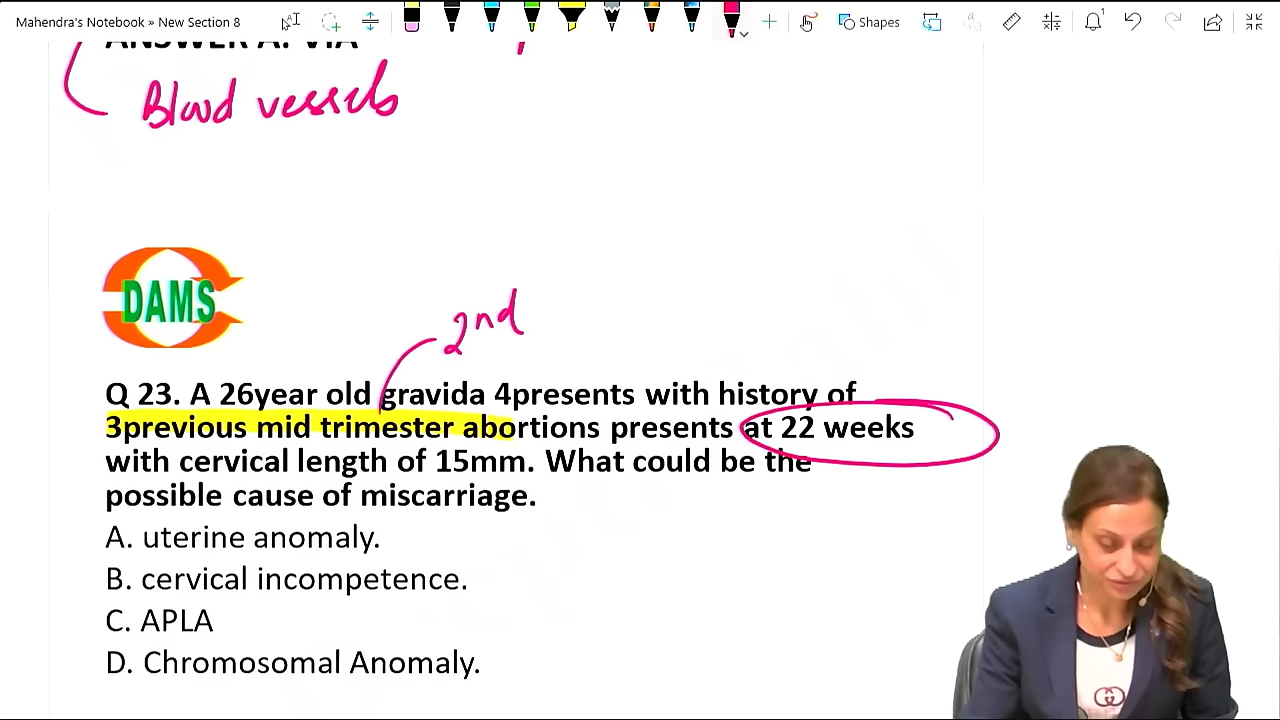 Mahendra's Notebook » New Section 8
Shapes
ANSWER A. VIA
Blood vessels
DAMS
2nd
Q 23. A 26year old gravida 4presents with history of
3previous mid trimester abortions presents at 22 weeks
with cervical length of 15mm. What could be the
possible cause of miscarriage.
A. uterine anomaly.
B. cervical incompetence.
C. APLA
D. Chromosomal Anomaly.